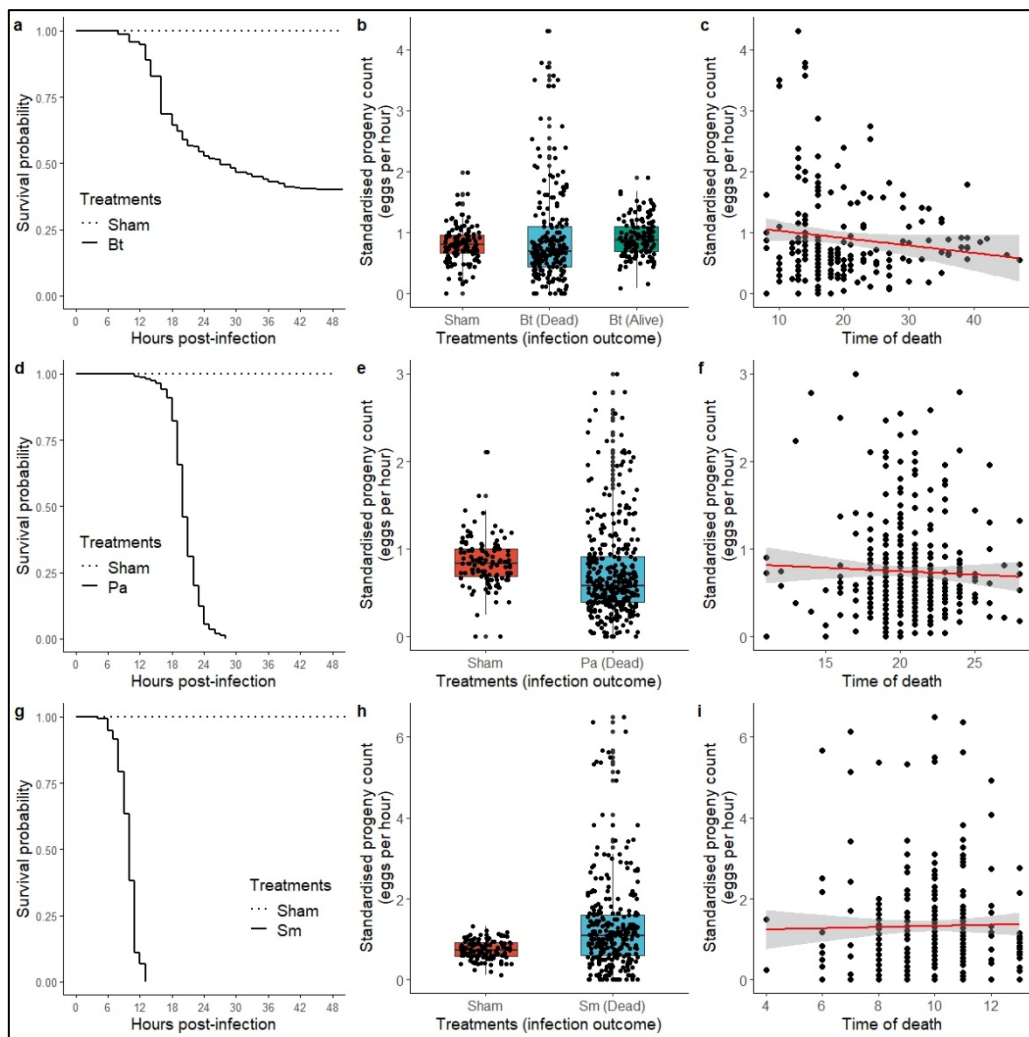 a
Survival probability
1.00
0.75
0.50
0.25
0.00
Treatments
Sham
Bt
0 6 12 18 24 30 36 42 48
Hours post-infection
b
Standardised progeny count
(eggs per hour)
4
3
2
1
0
Sham Bt (Dead) Bt (Alive)
Treatments (infection outcome)
c
Standardised progeny count
(eggs per hour)
4
3
2
1
0
10 20 30 40
Time of death
d
Survival probability
1.00
0.75
0.50
0.25
0.00
Treatments
Sham
Pa
0 6 12 18 24 30 36 42 48
Hours post-infection
e
Standardised progeny count
(eggs per hour)
3
2
1
0
Sham Pa (Dead)
Treatments (infection outcome)
f
Standardised progeny count
(eggs per hour)
3
2
1
0
15 20 25
Time of death
g
Survival probability
1.00
0.75
0.50
0.25
0.00
Treatments
Sham
Sm
0 6 12 18 24 30 36 42 48
Hours post-infection
h
Standardised progeny count
(eggs per hour)
6
4
2
0
Sham Sm (Dead)
Treatments (infection outcome)
i
Standardised progeny count
(eggs per hour)
6
4
2
0
4 6 8 10 12
Time of death